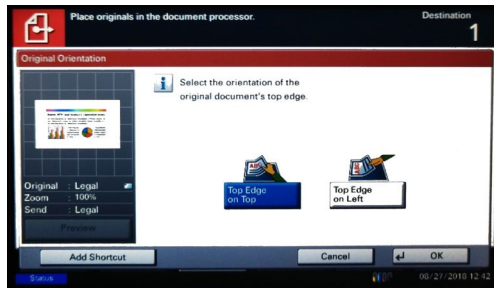 Place originals in the document processor.
Destination
1
Original Orientation
Select the orientation of the
original document's top edge.
Original : Legal
Zoom : 100%
Send : Legal
Preview
Top Edge
on Top
Top Edge
on Left
Add Shortcut
Cancel
OK
Status
08/27/2018 12:42